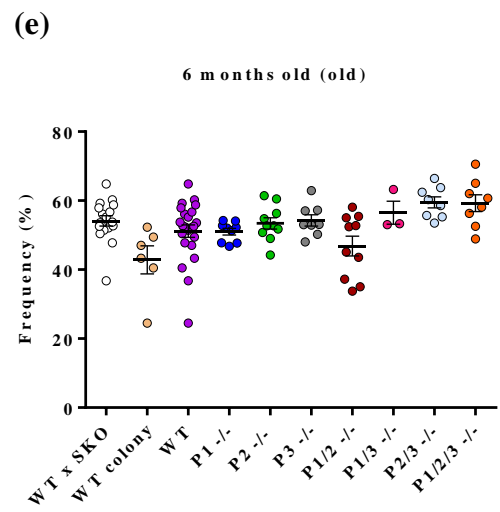 (e)
6 months old (old)
Frequency (%)
80
60
40
20
0
WT x SKO
WT colony
WT
P1 -/-
P2 -/-
P3 -/-
P1/2 -/-
P1/3 -/-
P2/3 -/-
P1/2/3 -/-